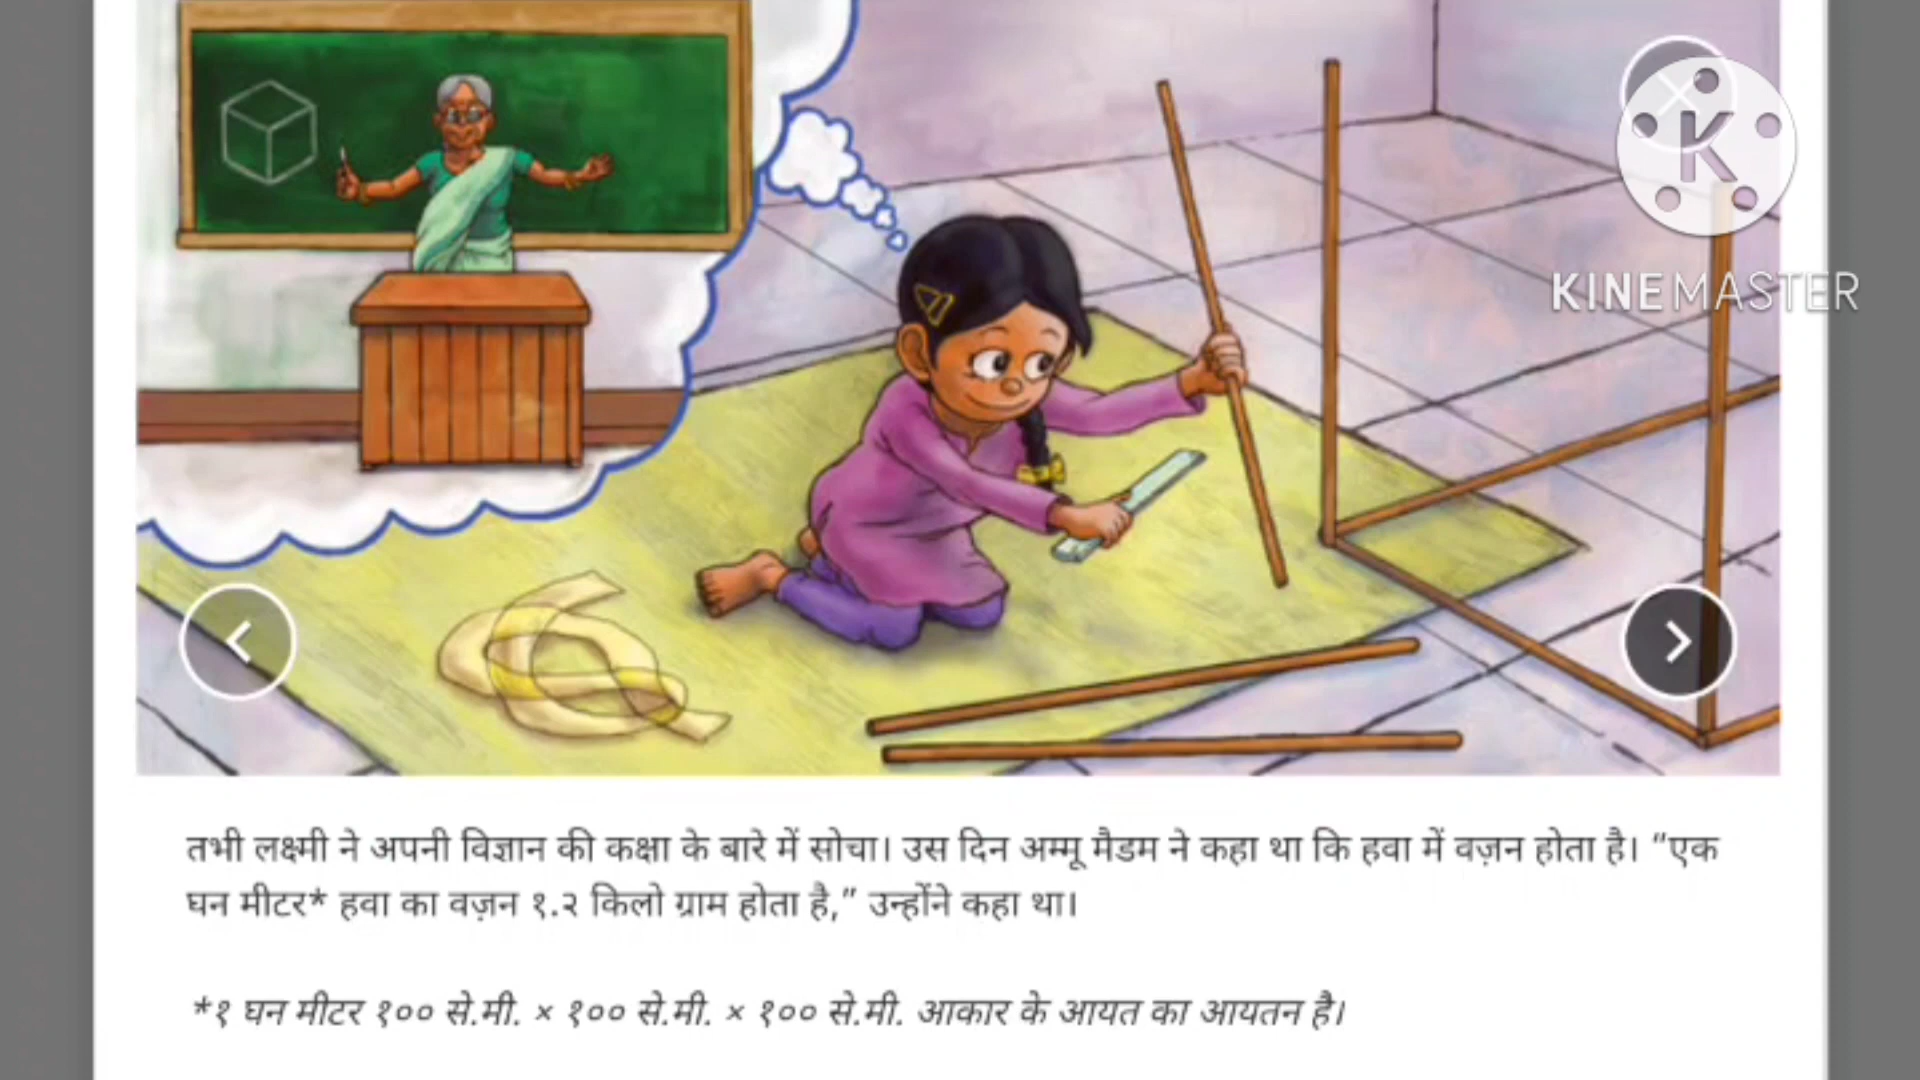 K
KINEMASTER
तभी लक्ष्मी ने अपनी विज्ञान की कक्षा के बारे में सोचा। उस दिन अम्मू मैडम ने कहा था कि हवा में वज़न होता है। “एक
घन मीटर* हवा का वज़न १.२ किलो ग्राम होता है,” उन्होंने कहा था।
*१ घन मीटर १०० से.मी. × १०० से.मी. × १०० से.मी. आकार के आयत का आयतन है।